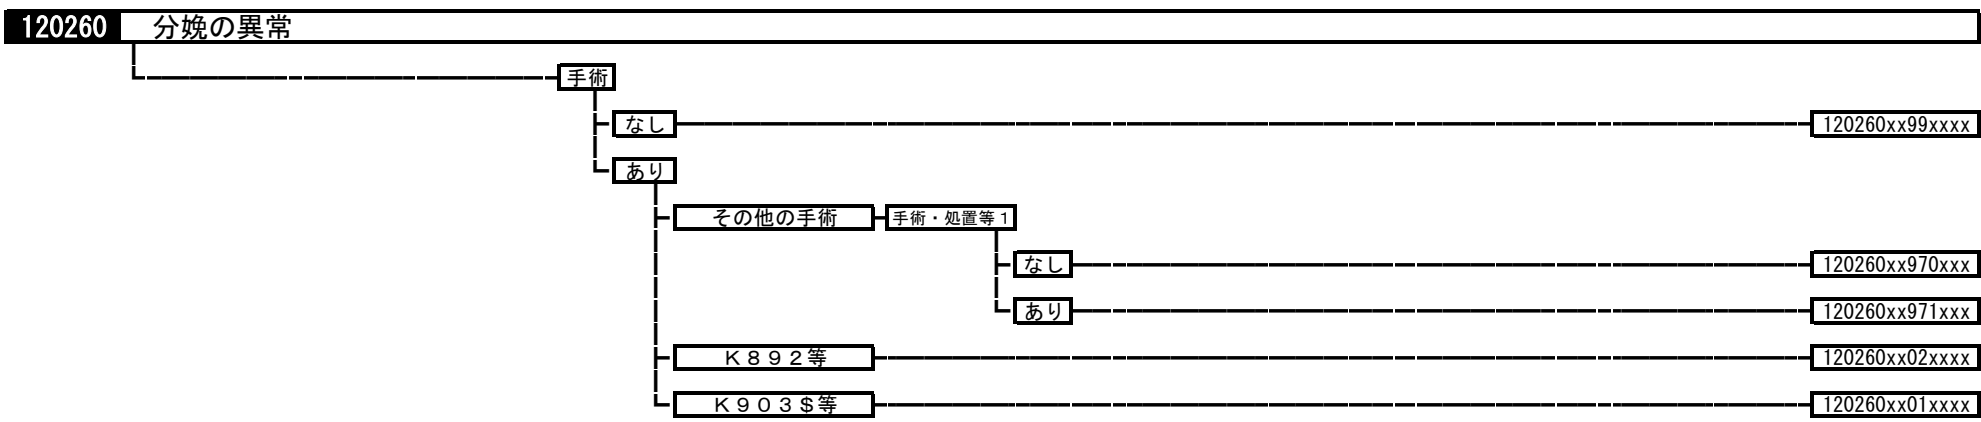 120260 分娩の異常
手術
なし 120260xx99xxxx
あり
その他の手術 手術・処置等１
なし 120260xx970xxx
あり 120260xx971xxx
Ｋ８９２等 120260xx02xxxx
Ｋ９０３＄等 120260xx01xxxx